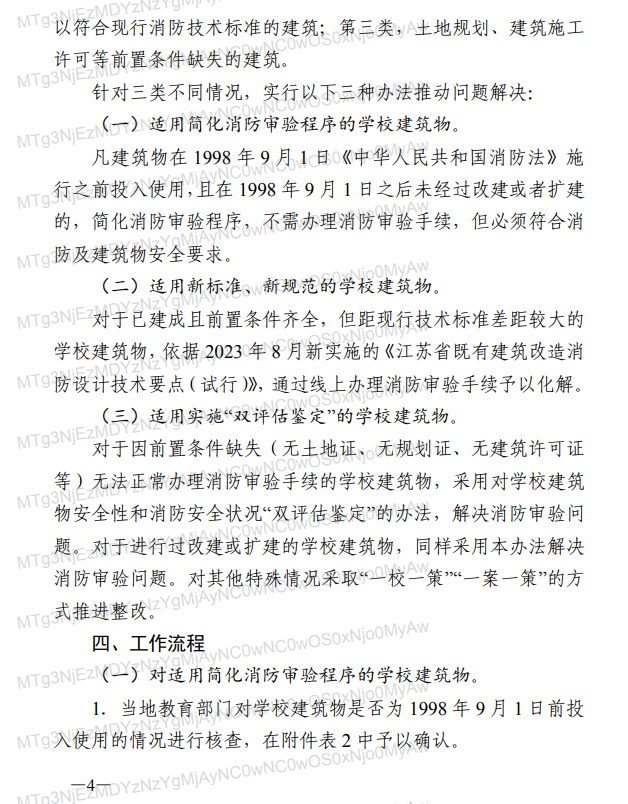 以符合现行消防技术标准的建筑；第三类，土地规划、建筑施工
许可等前置条件缺失的建筑。
针对三类不同情况，实行以下三种办法推动问题解决：
（一）适用简化消防审验程序的学校建筑物。
凡建筑物在 1998 年 9 月 1 日《中华人民共和国消防法》施
行之前投入使用，且在 1998 年 9 月 1 日之后未经过改建或者扩建
的，简化消防审验程序，不需办理消防审验手续，但必须符合消
防及建筑物安全要求。
（二）适用新标准、新规范的学校建筑物。
对于已建成且前置条件齐全，但距现行技术标准差距较大的
学校建筑物，依据 2023 年 8 月新实施的《江苏省既有建筑改造消
防设计技术要点（试行）》，通过线上办理消防审验手续予以化解。
（三）适用实施“双评估鉴定”的学校建筑物。
对于因前置条件缺失（无土地证、无规划证、无建筑许可证
等）无法正常办理消防审验手续的学校建筑物，采用对学校建筑
物安全性和消防安全状况“双评估鉴定”的办法，解决消防审验问
题。对于进行过改建或扩建的学校建筑物，同样采用本办法解决
消防审验问题。对其他特殊情况采取“一校一策”“一案一策”的方
式推进整改。
四、工作流程
（一）对适用简化消防审验程序的学校建筑物。
1．当地教育部门对学校建筑物是否为 1998 年 9 月 1 日前投
入使用的情况进行核查，在附件表 2 中予以确认。
—4—
MTg3NjEzMDYzNzYgMjAyNC0wNC0wOS0xNjo0MyAw